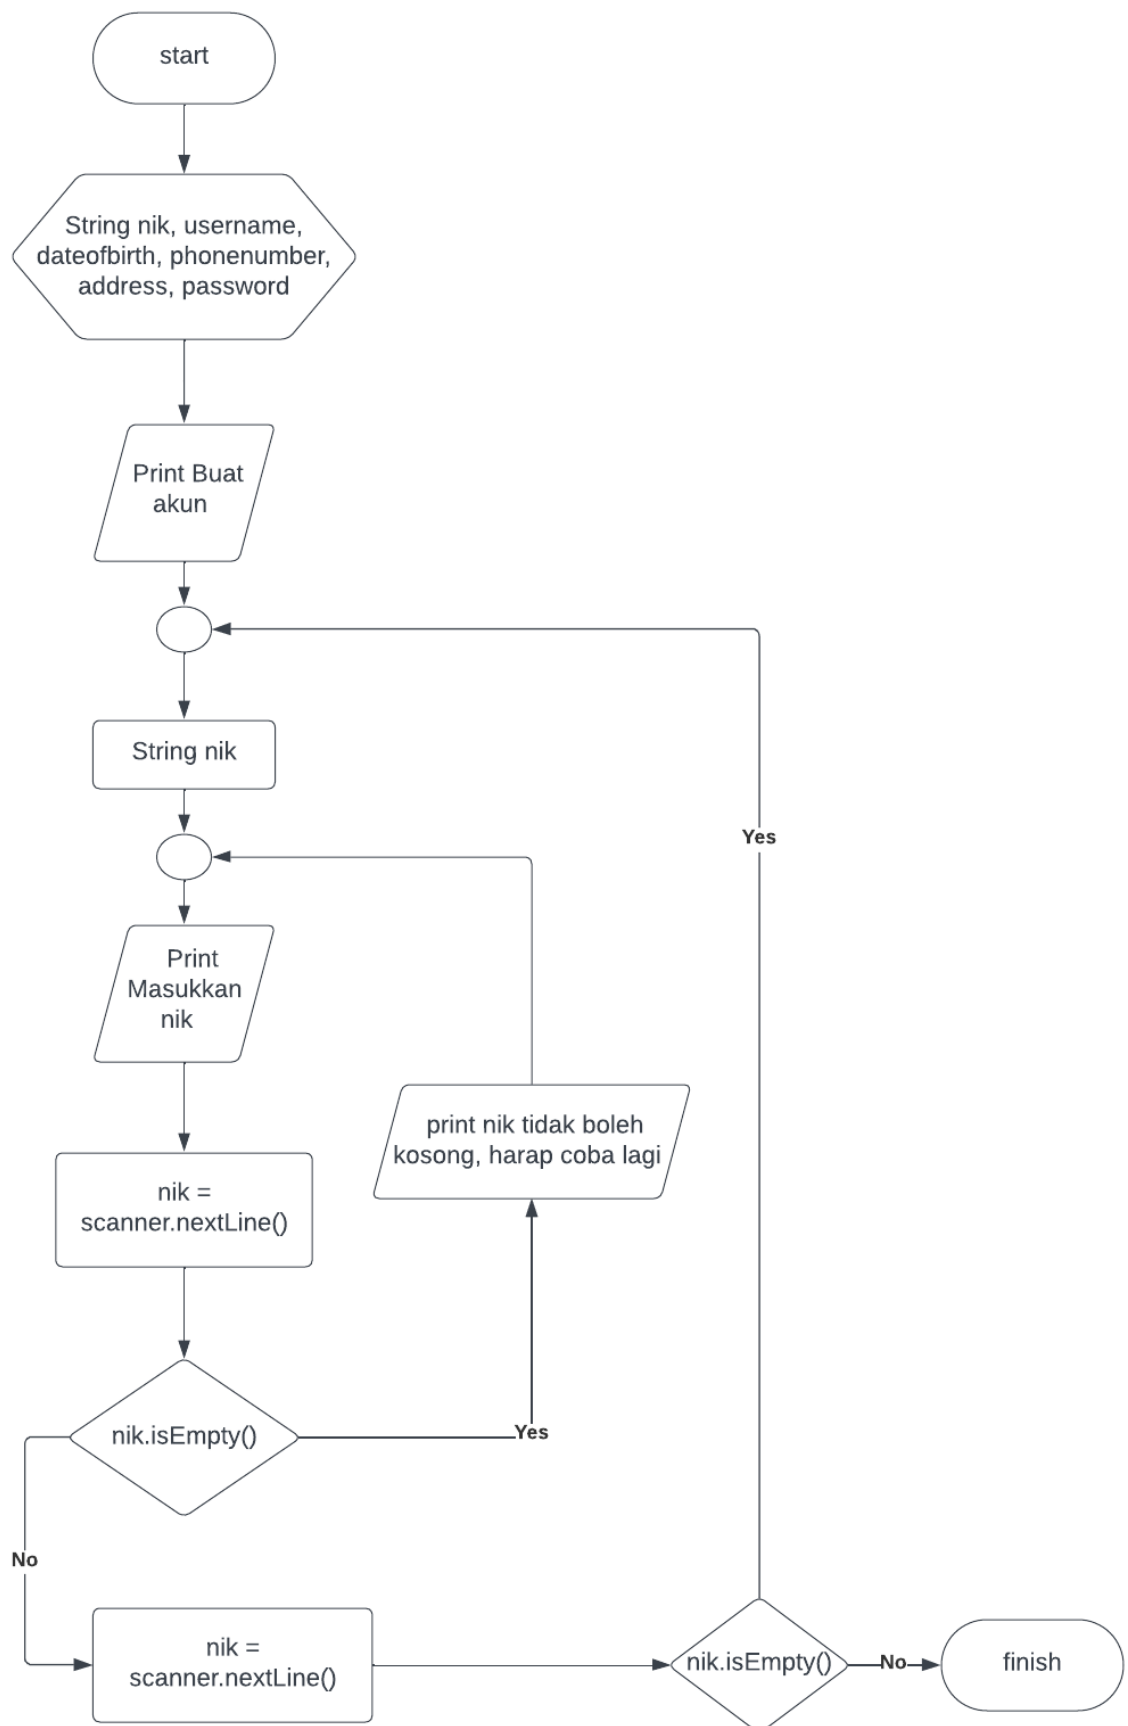 start
String nik, username,
dateofbirth, phonenumber,
address, password
Print Buat
akun
String nik
Yes
Print
Masukkan
nik
print nik tidak boleh
kosong, harap coba lagi
nik =
scanner.nextLine()
nik.isEmpty()
Yes
No
nik =
scanner.nextLine()
nik.isEmpty()
No
finish